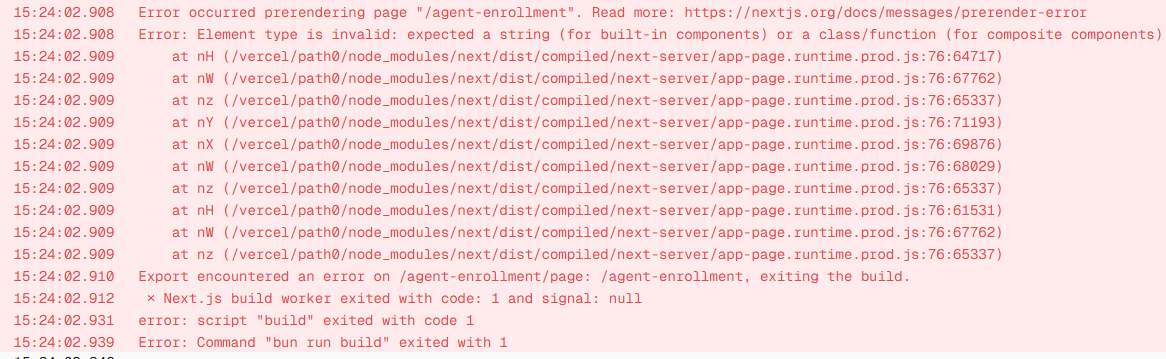 15:24:02.908 Error occurred prerendering page "/agent-enrollment". Read more: https://nextjs.org/docs/messages/prerender-error
15:24:02.908 Error: Element type is invalid: expected a string (for built-in components) or a class/function (for composite components)
15:24:02.909 at nH (/vercel/path0/node_modules/next/dist/compiled/next-server/app-page.runtime.prod.js:76:64717)
15:24:02.909 at nW (/vercel/path0/node_modules/next/dist/compiled/next-server/app-page.runtime.prod.js:76:67762)
15:24:02.909 at nz (/vercel/path0/node_modules/next/dist/compiled/next-server/app-page.runtime.prod.js:76:65337)
15:24:02.909 at nY (/vercel/path0/node_modules/next/dist/compiled/next-server/app-page.runtime.prod.js:76:71193)
15:24:02.909 at nX (/vercel/path0/node_modules/next/dist/compiled/next-server/app-page.runtime.prod.js:76:69876)
15:24:02.909 at nW (/vercel/path0/node_modules/next/dist/compiled/next-server/app-page.runtime.prod.js:76:68029)
15:24:02.909 at nz (/vercel/path0/node_modules/next/dist/compiled/next-server/app-page.runtime.prod.js:76:65337)
15:24:02.909 at nH (/vercel/path0/node_modules/next/dist/compiled/next-server/app-page.runtime.prod.js:76:61531)
15:24:02.909 at nW (/vercel/path0/node_modules/next/dist/compiled/next-server/app-page.runtime.prod.js:76:67762)
15:24:02.909 at nz (/vercel/path0/node_modules/next/dist/compiled/next-server/app-page.runtime.prod.js:76:65337)
15:24:02.910 Export encountered an error on /agent-enrollment/page: /agent-enrollment, exiting the build.
15:24:02.912 ⨯ Next.js build worker exited with code: 1 and signal: null
15:24:02.931 error: script "build" exited with code 1
15:24:02.939 Error: Command "bun run build" exited with 1